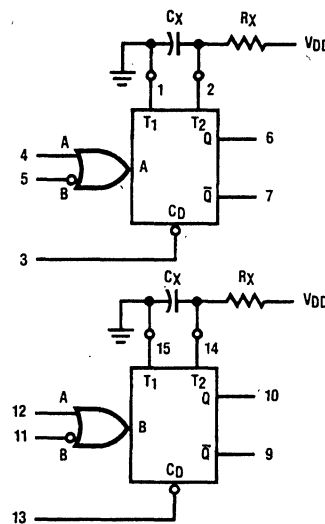 Cx Rx VDD
1 2
T1 T2
4 A Q 6
5 B A
Q̅ 7
CD
3
Cx Rx VDD
15 14
T1 T2
12 A Q 10
11 B B
Q̅ 9
CD
13